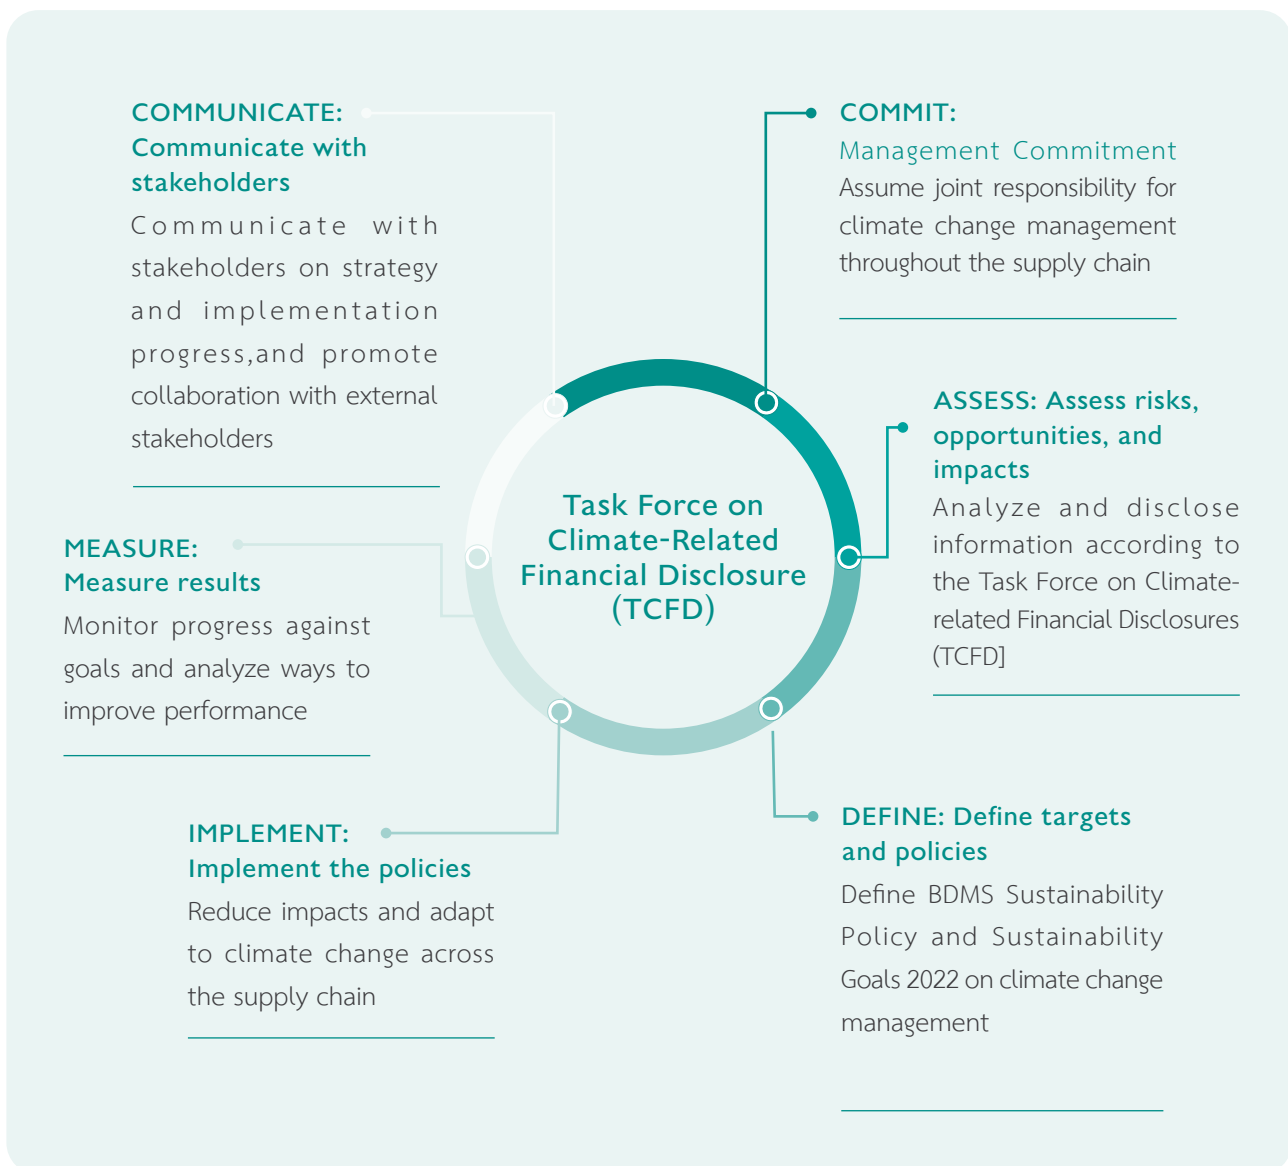 COMMUNICATE:
Communicate with
stakeholders
Communicate with
stakeholders on strategy
and implementation
progress,and promote
collaboration with external
stakeholders
COMMIT:
Management Commitment
Assume joint responsibility for
climate change management
throughout the supply chain
ASSESS: Assess risks,
opportunities, and
impacts
Analyze and disclose
information according to
the Task Force on Climate-
related Financial Disclosures
(TCFD]
Task Force on
Climate-Related
Financial Disclosure
(TCFD)
MEASURE:
Measure results
Monitor progress against
goals and analyze ways to
improve performance
IMPLEMENT:
Implement the policies
Reduce impacts and adapt
to climate change across
the supply chain
DEFINE: Define targets
and policies
Define BDMS Sustainability
Policy and Sustainability
Goals 2022 on climate change
management